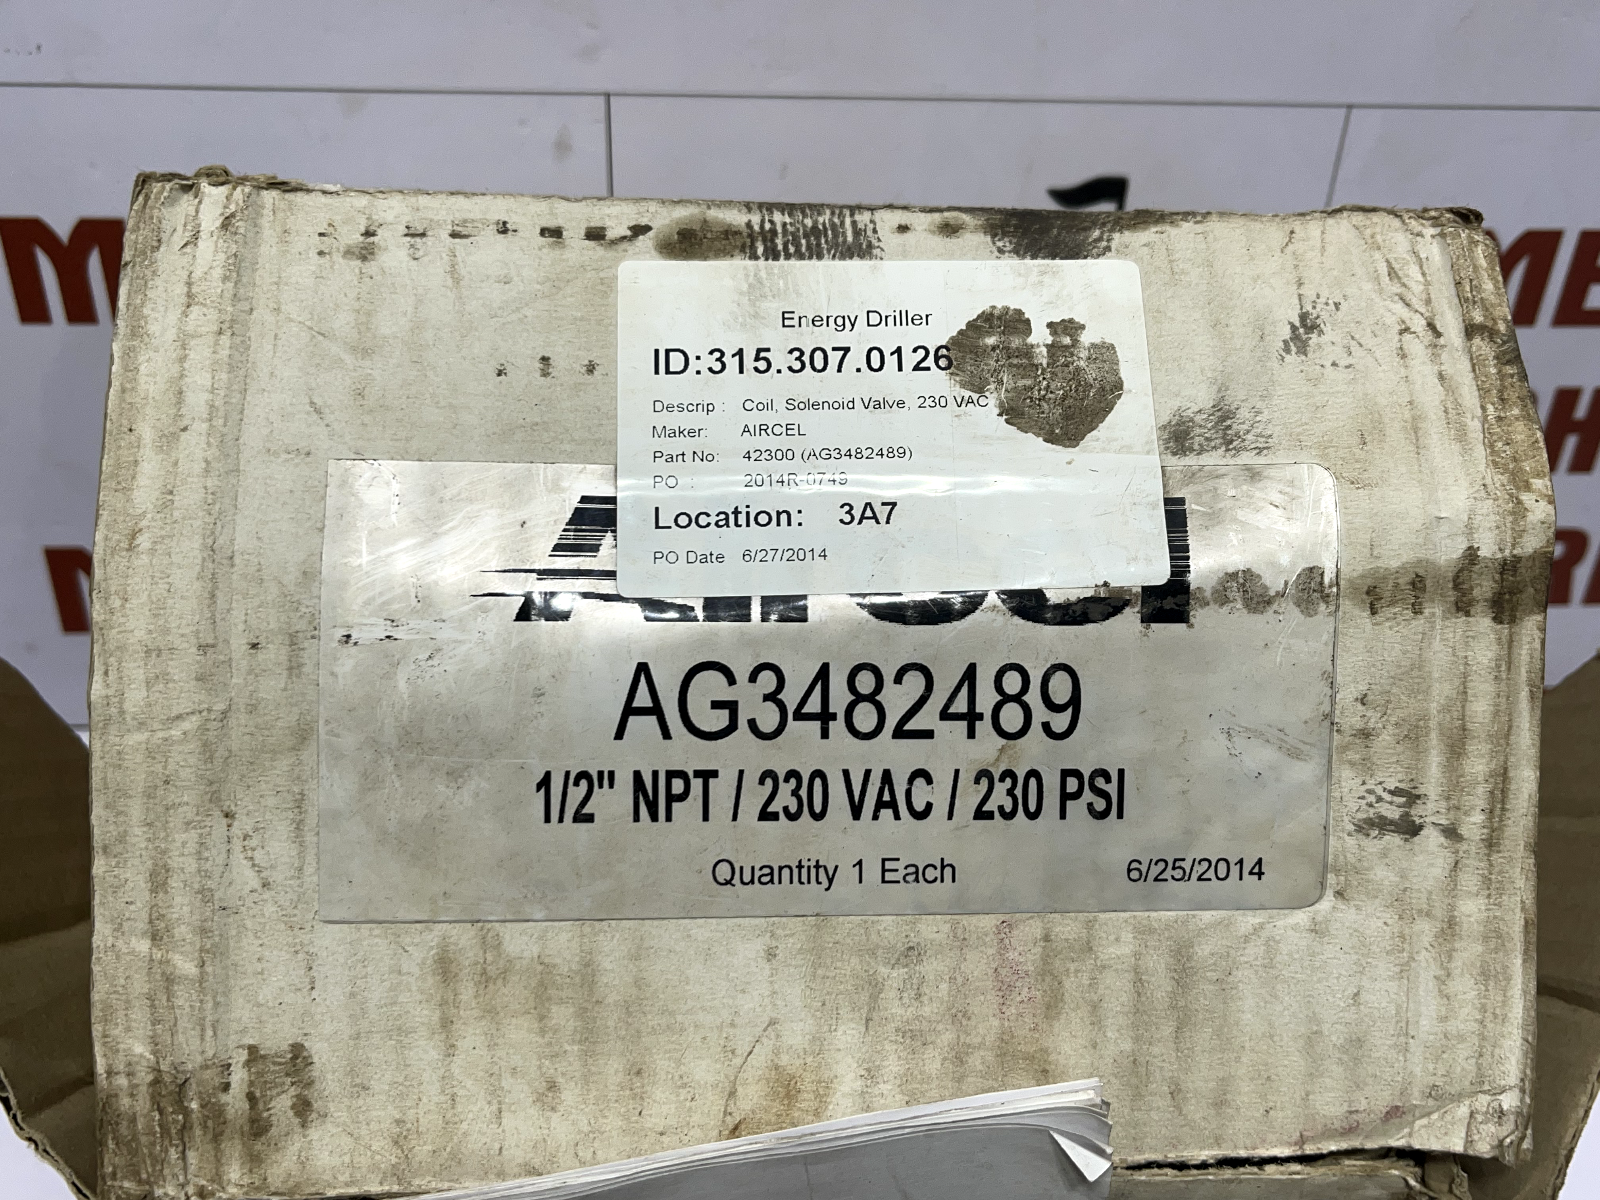 Energy Driller
ID:315.307.0126
Descrip : Coil, Solenoid Valve, 230 VAC
Maker: AIRCEL
Part No: 42300 (AG3482489)
PO : 2014R-0749
Location: 3A7
PO Date 6/27/2014
Aircel
AG3482489
1/2" NPT / 230 VAC / 230 PSI
Quantity 1 Each
6/25/2014